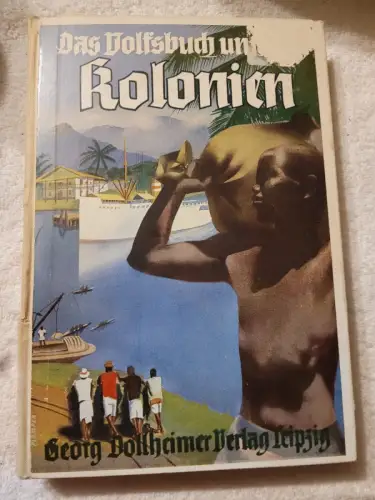 Das Volksbuch un
Kolonien
Georg Dollheimer Verlag Leipzig